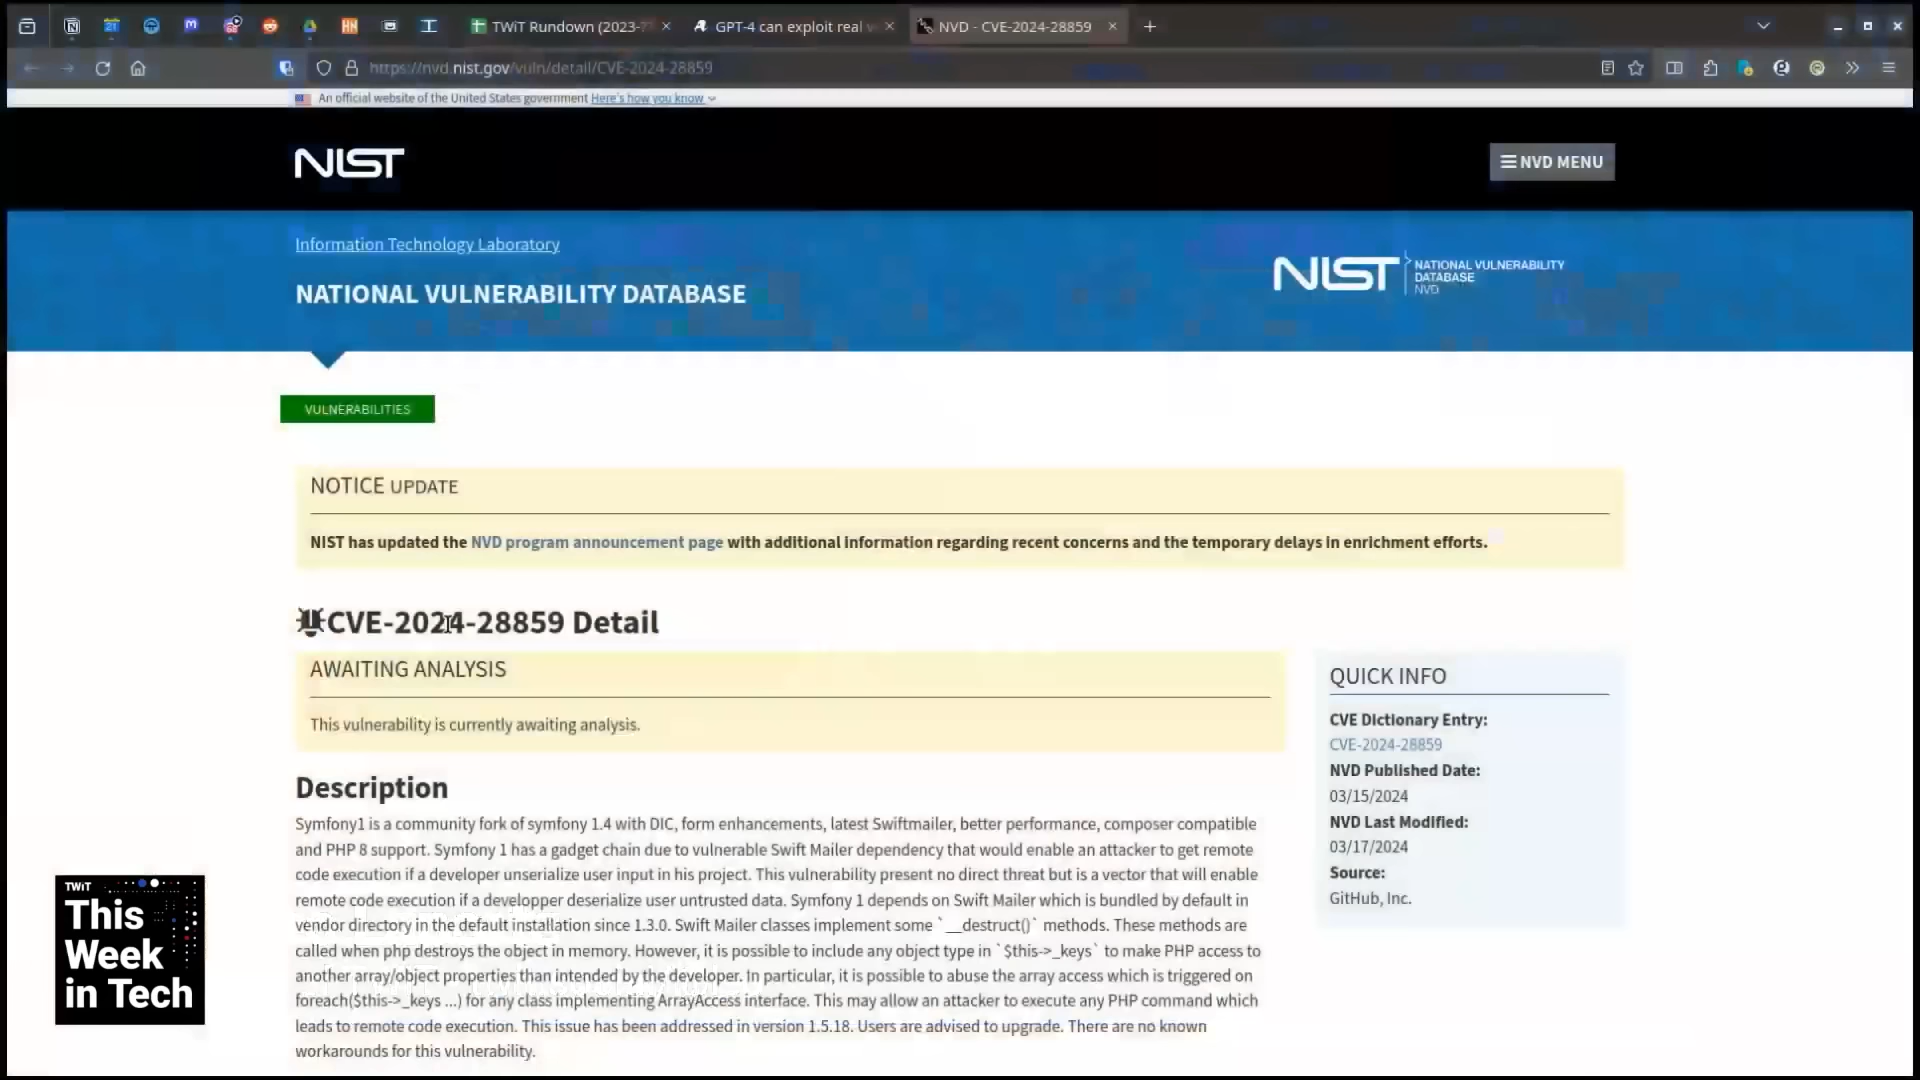 TWiT Rundown (2023-
GPT-4 can exploit real
NVD - CVE-2024-28859
https://nvd.nist.gov/vuln/detail/CVE-2024-28859
An official website of the United States government Here's how you know
NIST
NVD MENU
Information Technology Laboratory
NATIONAL VULNERABILITY DATABASE
NIST
NATIONAL VULNERABILITY
DATABASE
NVD
VULNERABILITIES
NOTICE UPDATE
NIST has updated the NVD program announcement page with additional information regarding recent concerns and the temporary delays in enrichment efforts.
CVE-2024-28859 Detail
AWAITING ANALYSIS
This vulnerability is currently awaiting analysis.
QUICK INFO
CVE Dictionary Entry:
CVE-2024-28859
NVD Published Date:
03/15/2024
NVD Last Modified:
03/17/2024
Source:
GitHub, Inc.
Description
Symfony1 is a community fork of symfony 1.4 with DIC, form enhancements, latest Swiftmailer, better performance, composer compatible
and PHP 8 support. Symfony 1 has a gadget chain due to vulnerable Swift Mailer dependency that would enable an attacker to get remote
code execution if a developer unserialize user input in his project. This vulnerability present no direct threat but is a vector that will enable
remote code execution if a developper deserialize user untrusted data. Symfony 1 depends on Swift Mailer which is bundled by default in
vendor directory in the default installation since 1.3.0. Swift Mailer classes implement some `__destruct()` methods. These methods are
called when php destroys the object in memory. However, it is possible to include any object type in `$this->_keys` to make PHP access to
another array/object properties than intended by the developer. In particular, it is possible to abuse the array access which is triggered on
foreach($this->_keys ...) for any class implementing ArrayAccess interface. This may allow an attacker to execute any PHP command which
leads to remote code execution. This issue has been addressed in version 1.5.18. Users are advised to upgrade. There are no known
workarounds for this vulnerability.
TWiT
This
Week
in Tech